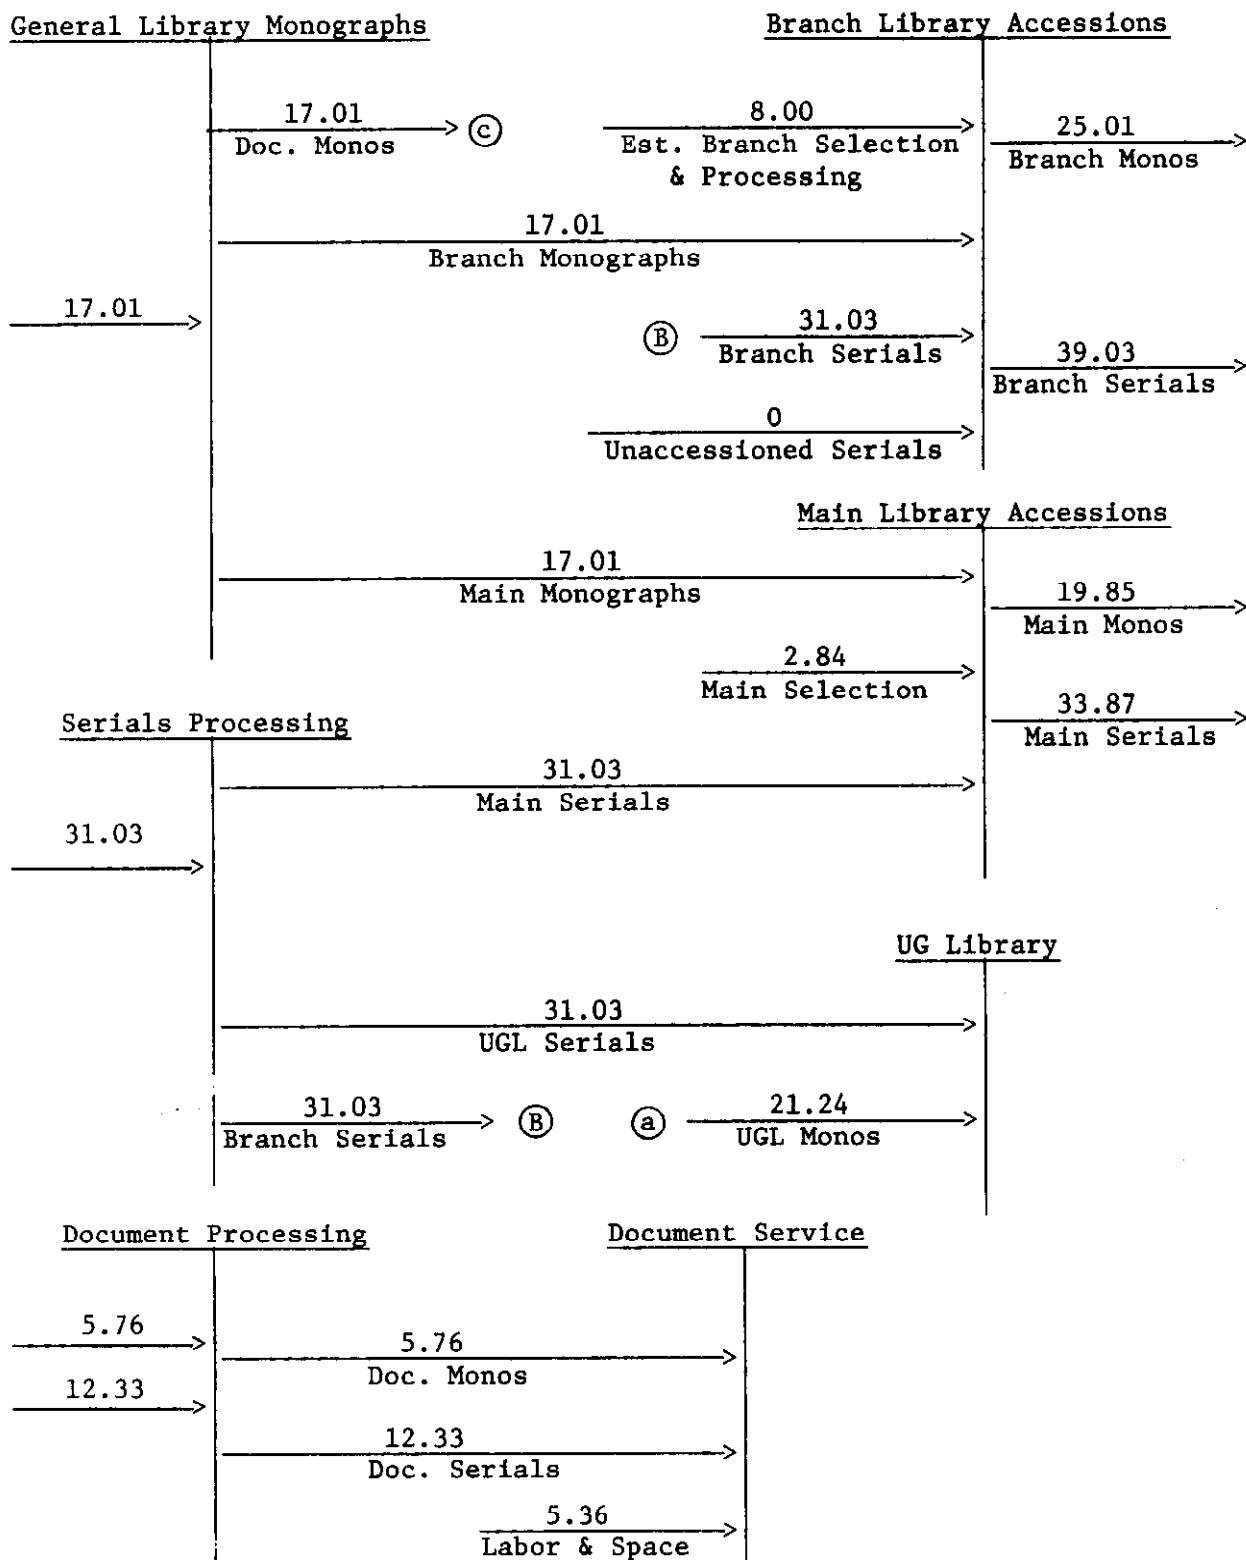 General Library Monographs
Branch Library Accessions
17.01
Doc. Monos
c
8.00
Est. Branch Selection
& Processing
25.01
Branch Monos
17.01
Branch Monographs
17.01
B
31.03
Branch Serials
39.03
Branch Serials
0
Unaccessioned Serials
Main Library Accessions
17.01
Main Monographs
19.85
Main Monos
2.84
Main Selection
33.87
Main Serials
Serials Processing
31.03
Main Serials
31.03
UG Library
31.03
UGL Serials
31.03
Branch Serials
B
a
21.24
UGL Monos
Document Processing
Document Service
5.76
5.76
Doc. Monos
12.33
12.33
Doc. Serials
5.36
Labor & Space